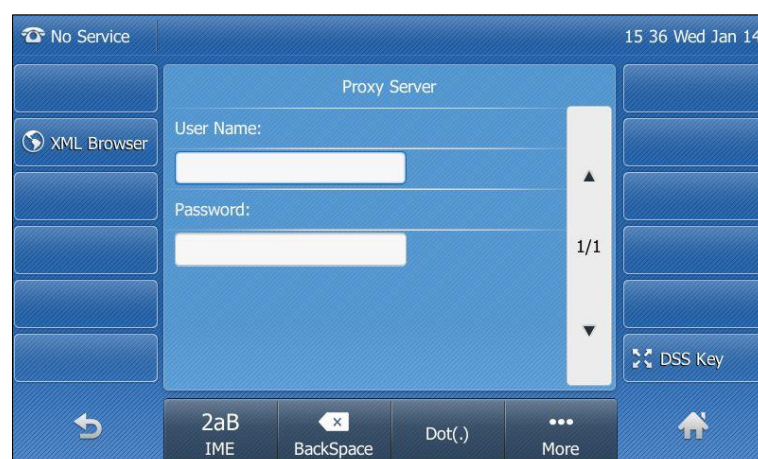 No Service
15 36 Wed Jan 14
Proxy Server
XML Browser
User Name:
Password:
1/1
DSS Key
2aB
IME
BackSpace
Dot(.)
More